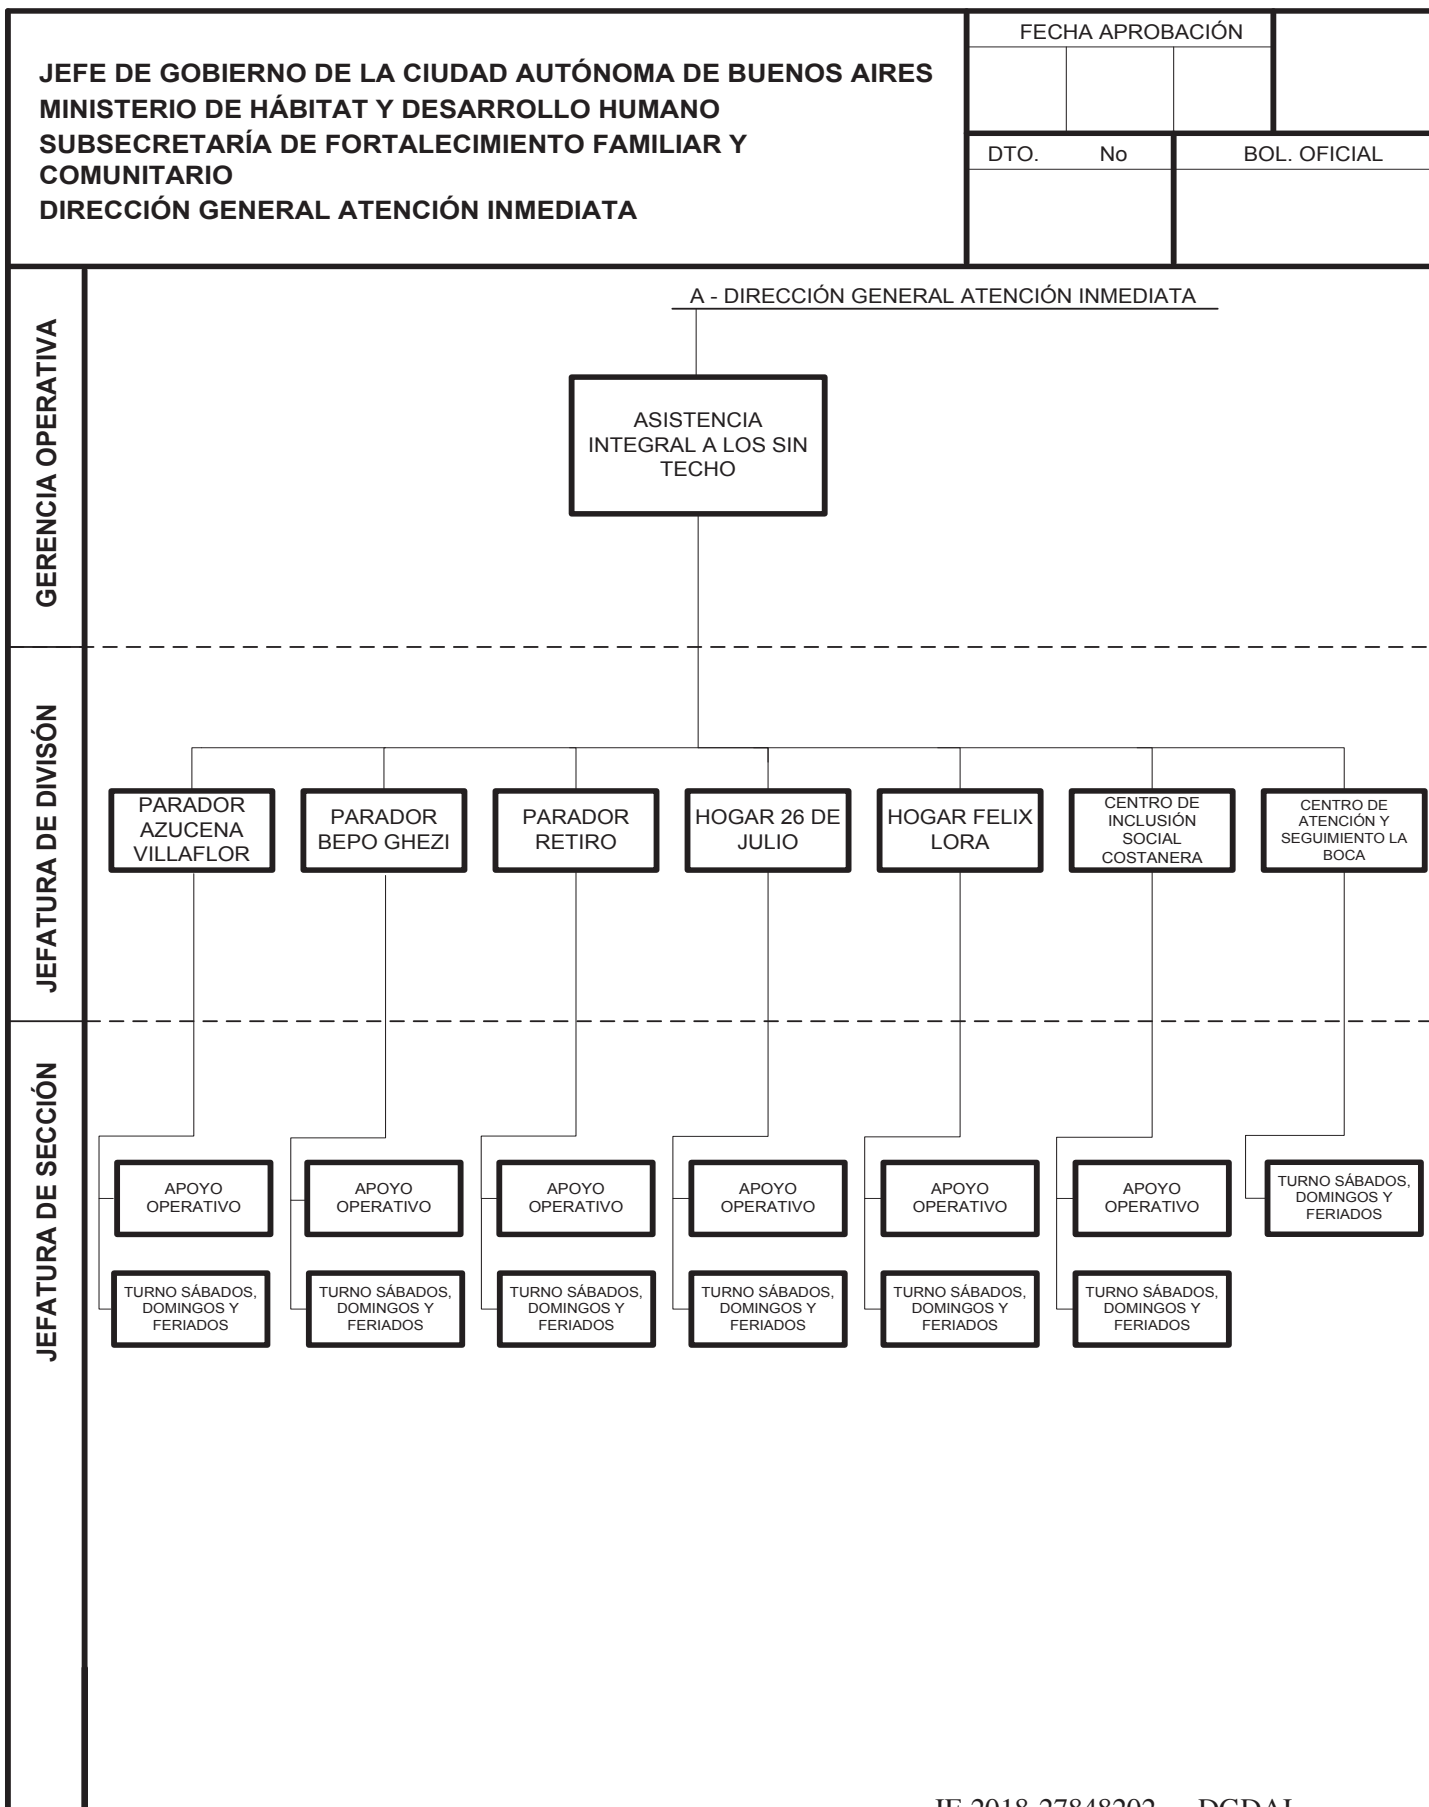 JEFE DE GOBIERNO DE LA CIUDAD AUTÓNOMA DE BUENOS AIRES
MINISTERIO DE HÁBITAT Y DESARROLLO HUMANO
SUBSECRETARÍA DE FORTALECIMIENTO FAMILIAR Y
COMUNITARIO
DIRECCIÓN GENERAL ATENCIÓN INMEDIATA
FECHA APROBACIÓN
DTO. No
BOL. OFICIAL
GERENCIA OPERATIVA
A - DIRECCIÓN GENERAL ATENCIÓN INMEDIATA
ASISTENCIA
INTEGRAL A LOS SIN
TECHO
JEFATURA DE DIVISÓN
PARADOR
AZUCENA
VILLAFLOR
PARADOR
BEPO GHEZI
PARADOR
RETIRO
HOGAR 26 DE
JULIO
HOGAR FELIX
LORA
CENTRO DE
INCLUSIÓN
SOCIAL
COSTANERA
CENTRO DE
ATENCIÓN Y
SEGUIMIENTO LA
BOCA
JEFATURA DE SECCIÓN
APOYO
OPERATIVO
APOYO
OPERATIVO
APOYO
OPERATIVO
APOYO
OPERATIVO
APOYO
OPERATIVO
APOYO
OPERATIVO
TURNO SÁBADOS,
DOMINGOS Y
FERIADOS
TURNO SÁBADOS,
DOMINGOS Y
FERIADOS
TURNO SÁBADOS,
DOMINGOS Y
FERIADOS
TURNO SÁBADOS,
DOMINGOS Y
FERIADOS
TURNO SÁBADOS,
DOMINGOS Y
FERIADOS
TURNO SÁBADOS,
DOMINGOS Y
FERIADOS
TURNO SÁBADOS,
DOMINGOS Y
FERIADOS